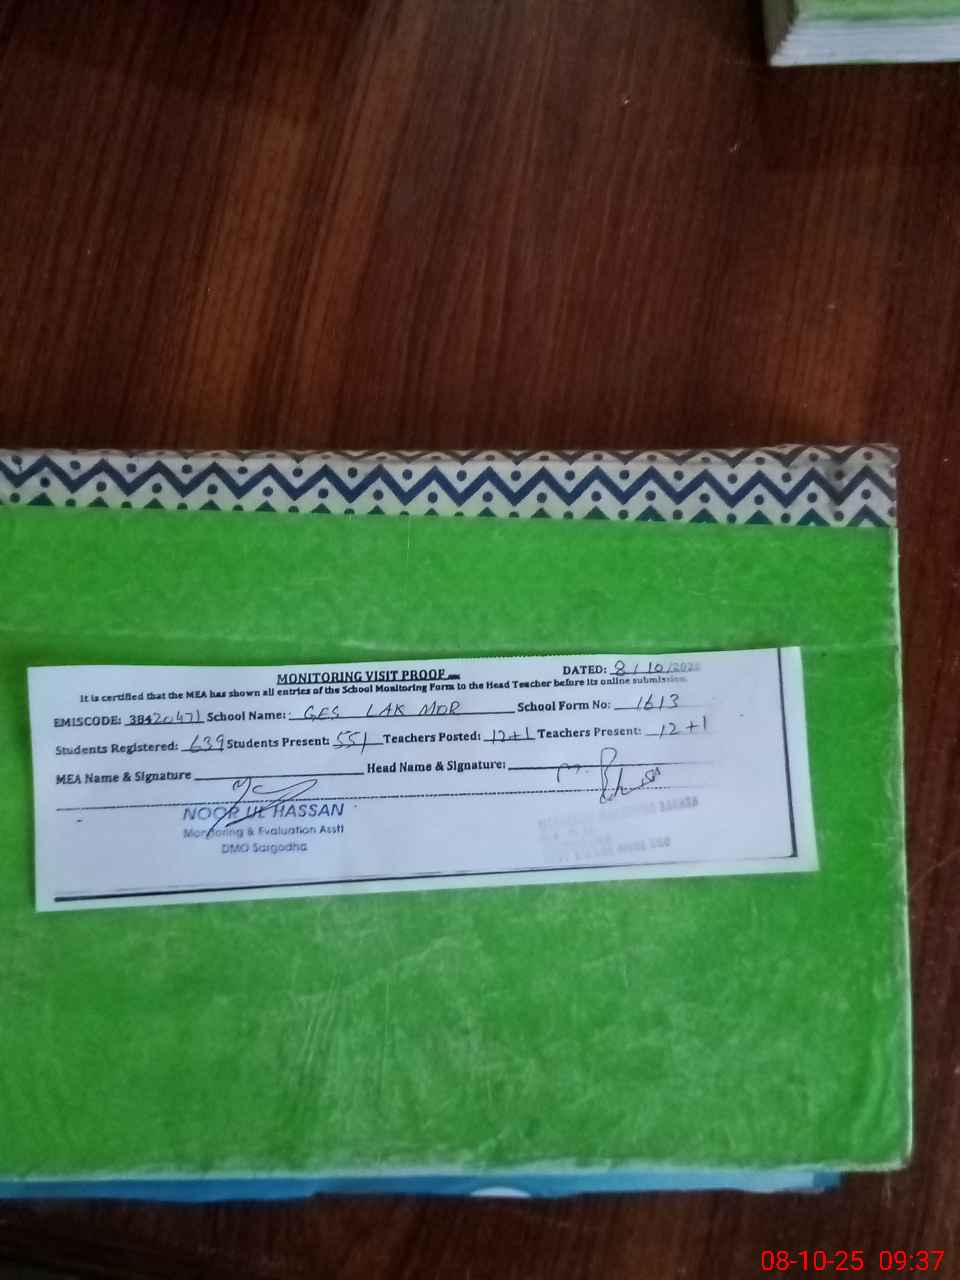 MONITORING VISIT PROOF
DATED: 8/10/2025
It is certified that the MEA has shown all entries of the School Monitoring Form to the Head Teacher before its online submission.
EMISCODE: 38420471 School Name: GES LAK MOR School Form No: 1613
Students Registered: 639 Students Present: 551 Teachers Posted: 12+1 Teachers Present: 12+1
MEA Name & Signature Head Name & Signature:
NOOR UL HASSAN
Monitoring & Evaluation Asstt
DMO Sargodha
08-10-25 09:37